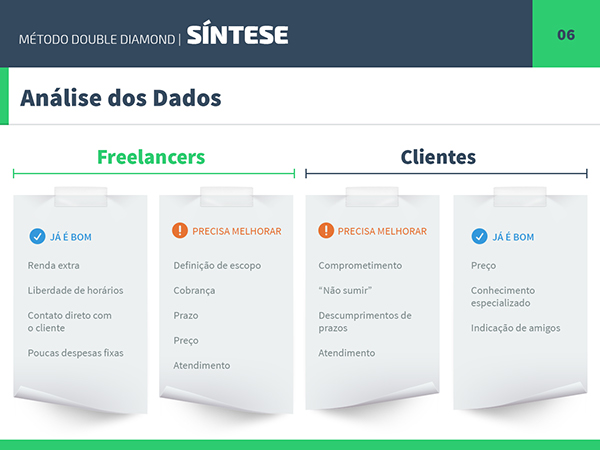 MÉTODO DOUBLE DIAMOND | SÍNTESE
06
Análise dos Dados
Freelancers
JÁ É BOM
Renda extra
Liberdade de horários
Contato direto com
o cliente
Poucas despesas fixas
PRECISA MELHORAR
Definição de escopo
Cobrança
Prazo
Preço
Atendimento
Clientes
PRECISA MELHORAR
Comprometimento
“Não sumir”
Descumprimentos de
prazos
Atendimento
JÁ É BOM
Preço
Conhecimento
especializado
Indicação de amigos